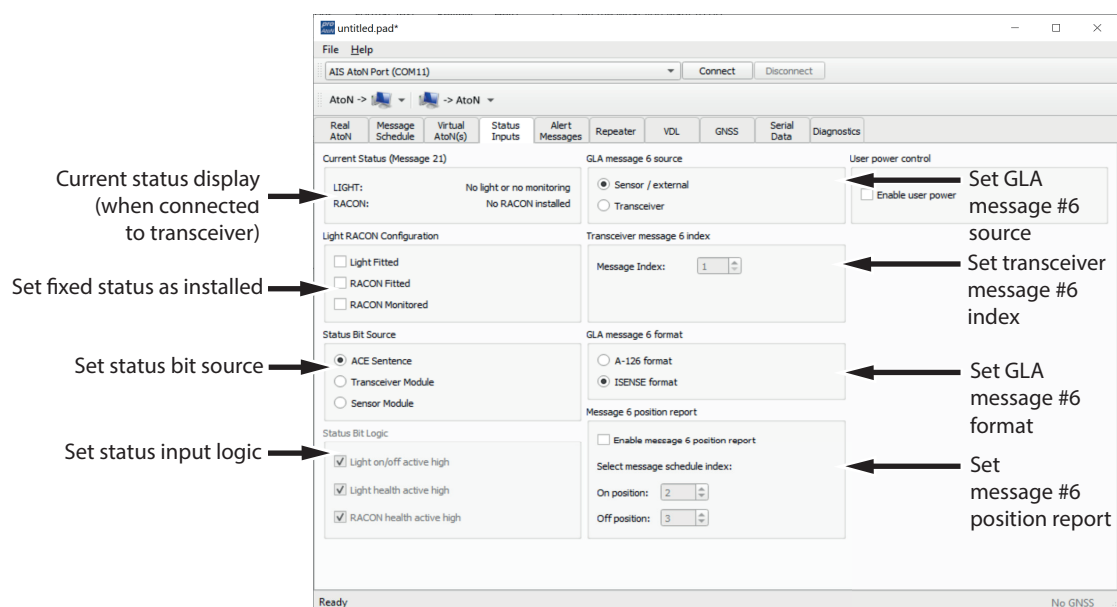 pro
AtoN
untitled.pad*
File Help
AIS AtoN Port (COM11)
Connect
Disconnect
AtoN ->
-> AtoN
Real AtoN
Message Schedule
Virtual AtoN(s)
Status Inputs
Alert Messages
Repeater
VDL
GNSS
Serial Data
Diagnostics
Current Status (Message 21)
LIGHT: No light or no monitoring
RACON: No RACON installed
Light RACON Configuration
Light Fitted
RACON Fitted
RACON Monitored
Status Bit Source
ACE Sentence
Transceiver Module
Sensor Module
Status Bit Logic
Light on/off active high
Light health active high
RACON health active high
GLA message 6 source
Sensor / external
Transceiver
Transceiver message 6 index
Message Index: 1
GLA message 6 format
A-126 format
ISENSE format
Message 6 position report
Enable message 6 position report
Select message schedule index:
On position: 2
Off position: 3
User power control
Enable user power
Ready
No GNSS
Current status display
(when connected
to transceiver)
Set fixed status as installed
Set status bit source
Set status input logic
Set GLA
message #6
source
Set transceiver
message #6
index
Set GLA
message #6
format
Set
message #6
position report